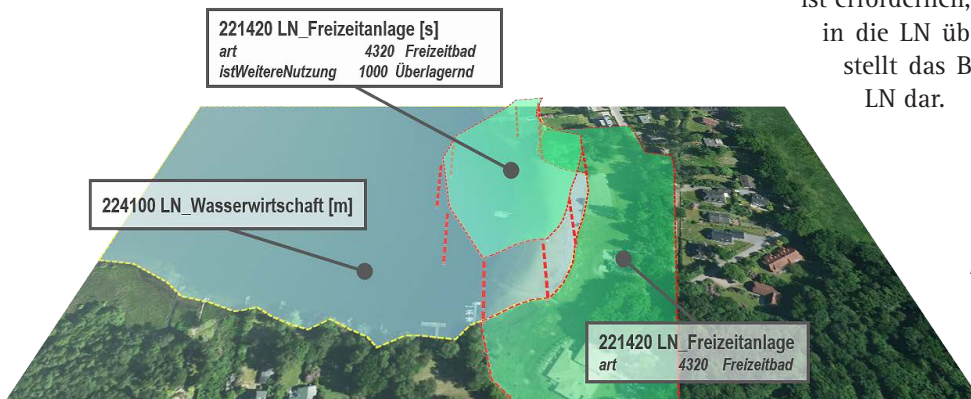 ist erfordern,
in die LN üb
stellt das B
LN dar.
221420 LN_Freizeitanlage [s]
art 4320 Freizeitbad
istWeitereNutzung 1000 Überlagernd
224100 LN_Wasserwirtschaft [m]
221420 LN_Freizeitanlage
art 4320 Freizeitbad